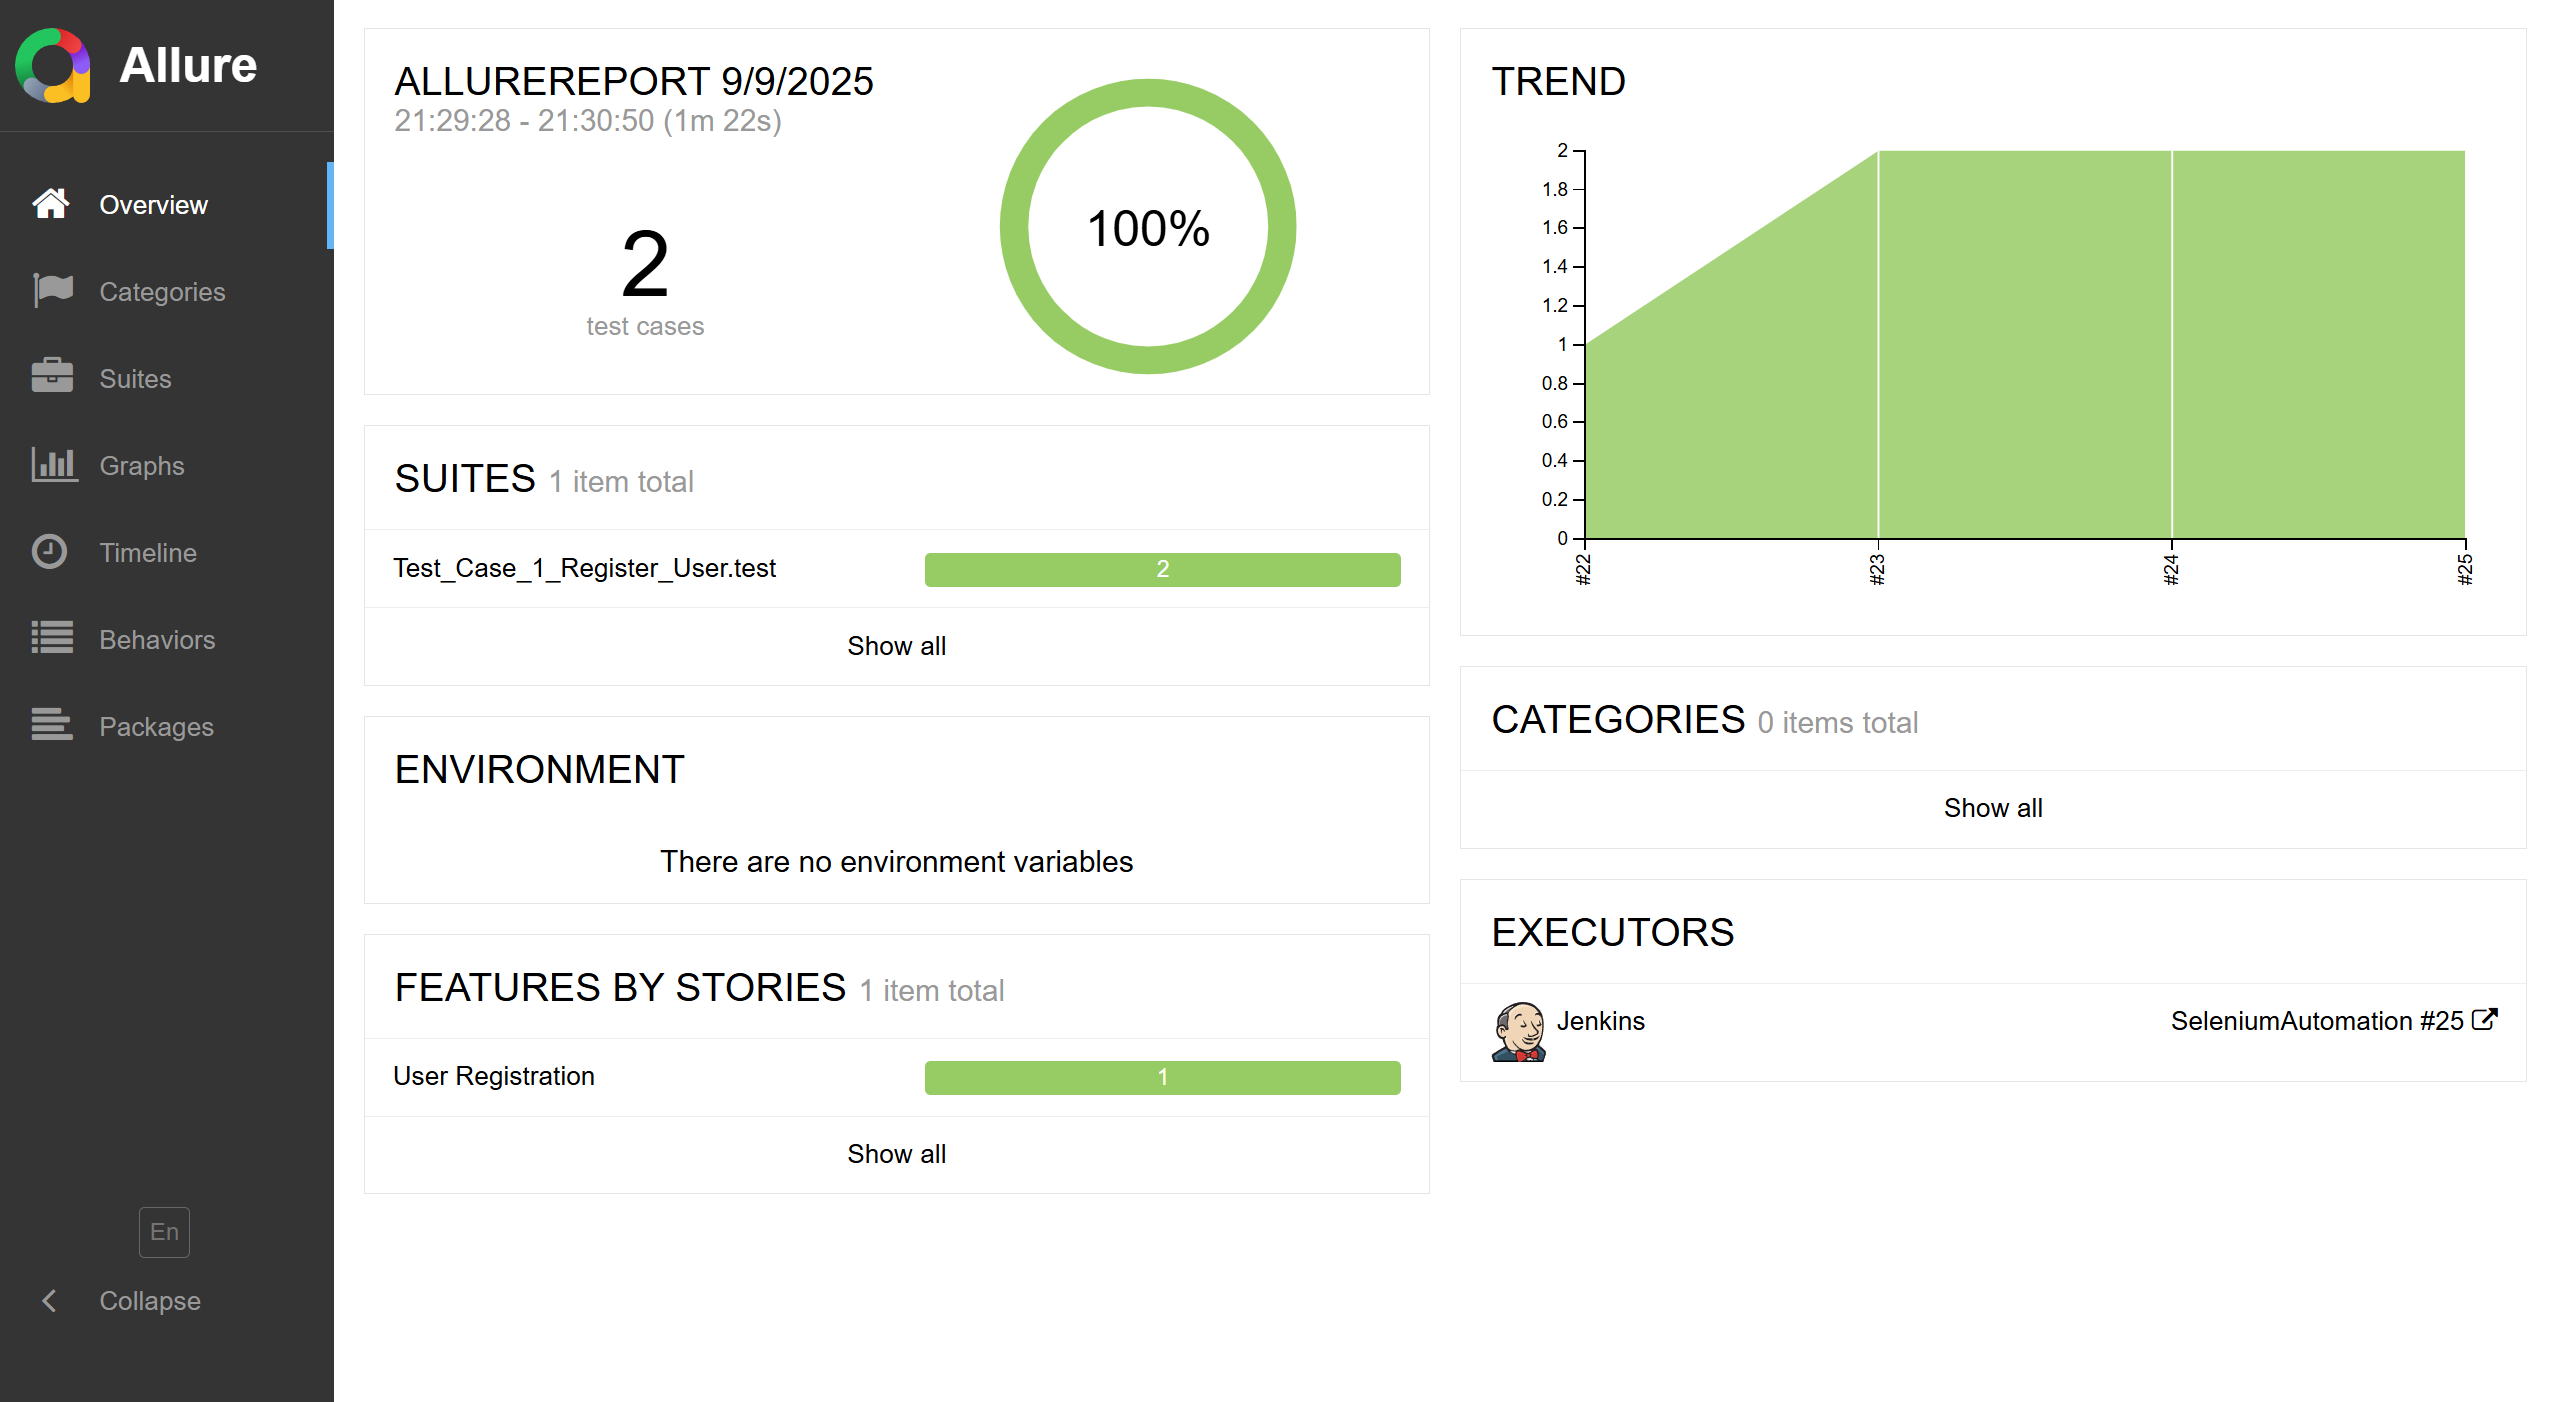 Allure
Overview
Categories
Suites
Graphs
Timeline
Behaviors
Packages
En
Collapse
ALLUREREPORT 9/9/2025
21:29:28 - 21:30:50 (1m 22s)
2
test cases
100%
SUITES 1 item total
Test_Case_1_Register_User.test 2
Show all
ENVIRONMENT
There are no environment variables
FEATURES BY STORIES 1 item total
User Registration 1
Show all
TREND
2
1.8
1.6
1.4
1.2
1
0.8
0.6
0.4
0.2
0
#22 #23 #24 #25
CATEGORIES 0 items total
Show all
EXECUTORS
Jenkins SeleniumAutomation #25